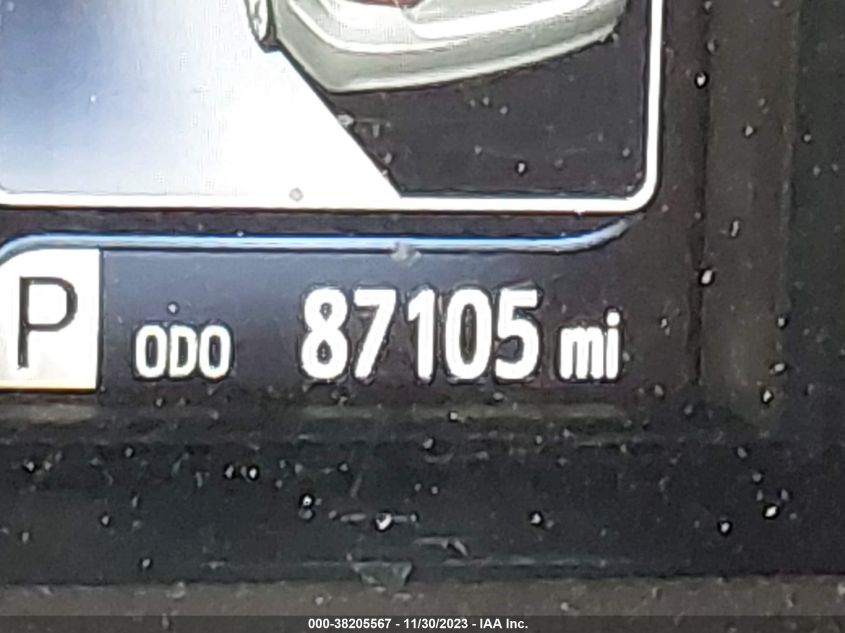 P ODO 87105 mi
000-38205567 - 11/30/2023 - IAA Inc.